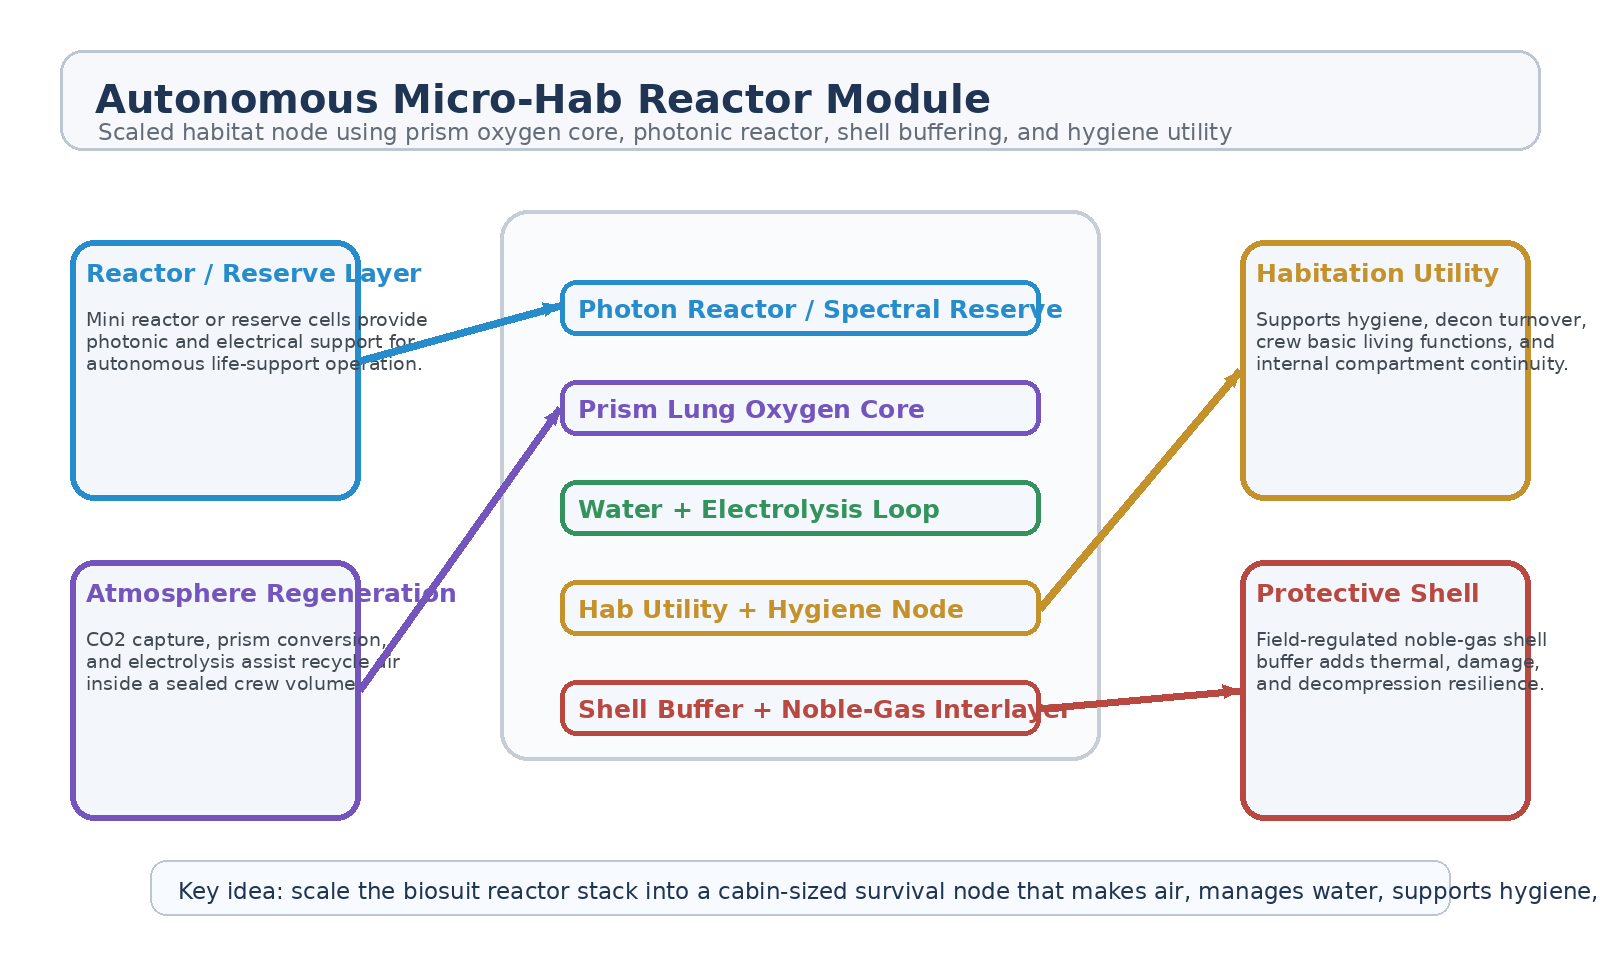 Autonomous Micro-Hab Reactor Module
Scaled habitat node using prism oxygen core, photonic reactor, shell buffering, and hygiene utility
Reactor / Reserve Layer
Mini reactor or reserve cells provide
photonic and electrical support for
autonomous life-support operation.
Atmosphere Regeneration
CO2 capture, prism conversion,
and electrolysis assist recycle air
inside a sealed crew volume.
Photon Reactor / Spectral Reserve
Prism Lung Oxygen Core
Water + Electrolysis Loop
Hab Utility + Hygiene Node
Shell Buffer + Noble-Gas Interlayer
Habitation Utility
Supports hygiene, decon turnover,
crew basic living functions, and
internal compartment continuity.
Protective Shell
Field-regulated noble-gas shell
buffer adds thermal, damage,
and decompression resilience.
Key idea: scale the biosuit reactor stack into a cabin-sized survival node that makes air, manages water, supports hygiene,